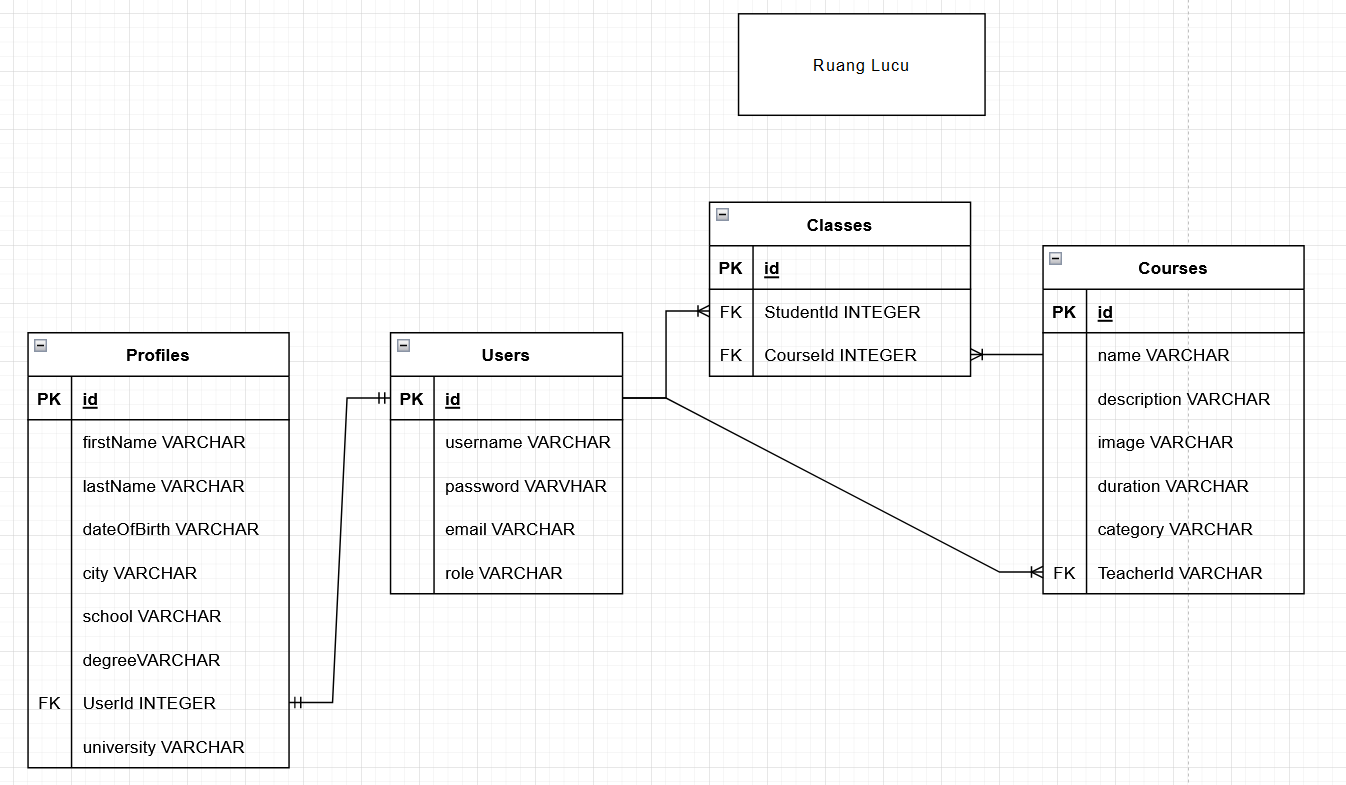 Ruang Lucu
Classes
PK id
FK StudentId INTEGER
FK CourseId INTEGER
Courses
PK id
name VARCHAR
description VARCHAR
image VARCHAR
duration VARCHAR
category VARCHAR
FK TeacherId VARCHAR
Profiles
PK id
firstName VARCHAR
lastName VARCHAR
dateOfBirth VARCHAR
city VARCHAR
school VARCHAR
degreeVARCHAR
FK UserId INTEGER
university VARCHAR
Users
PK id
username VARCHAR
password VARVHAR
email VARCHAR
role VARCHAR